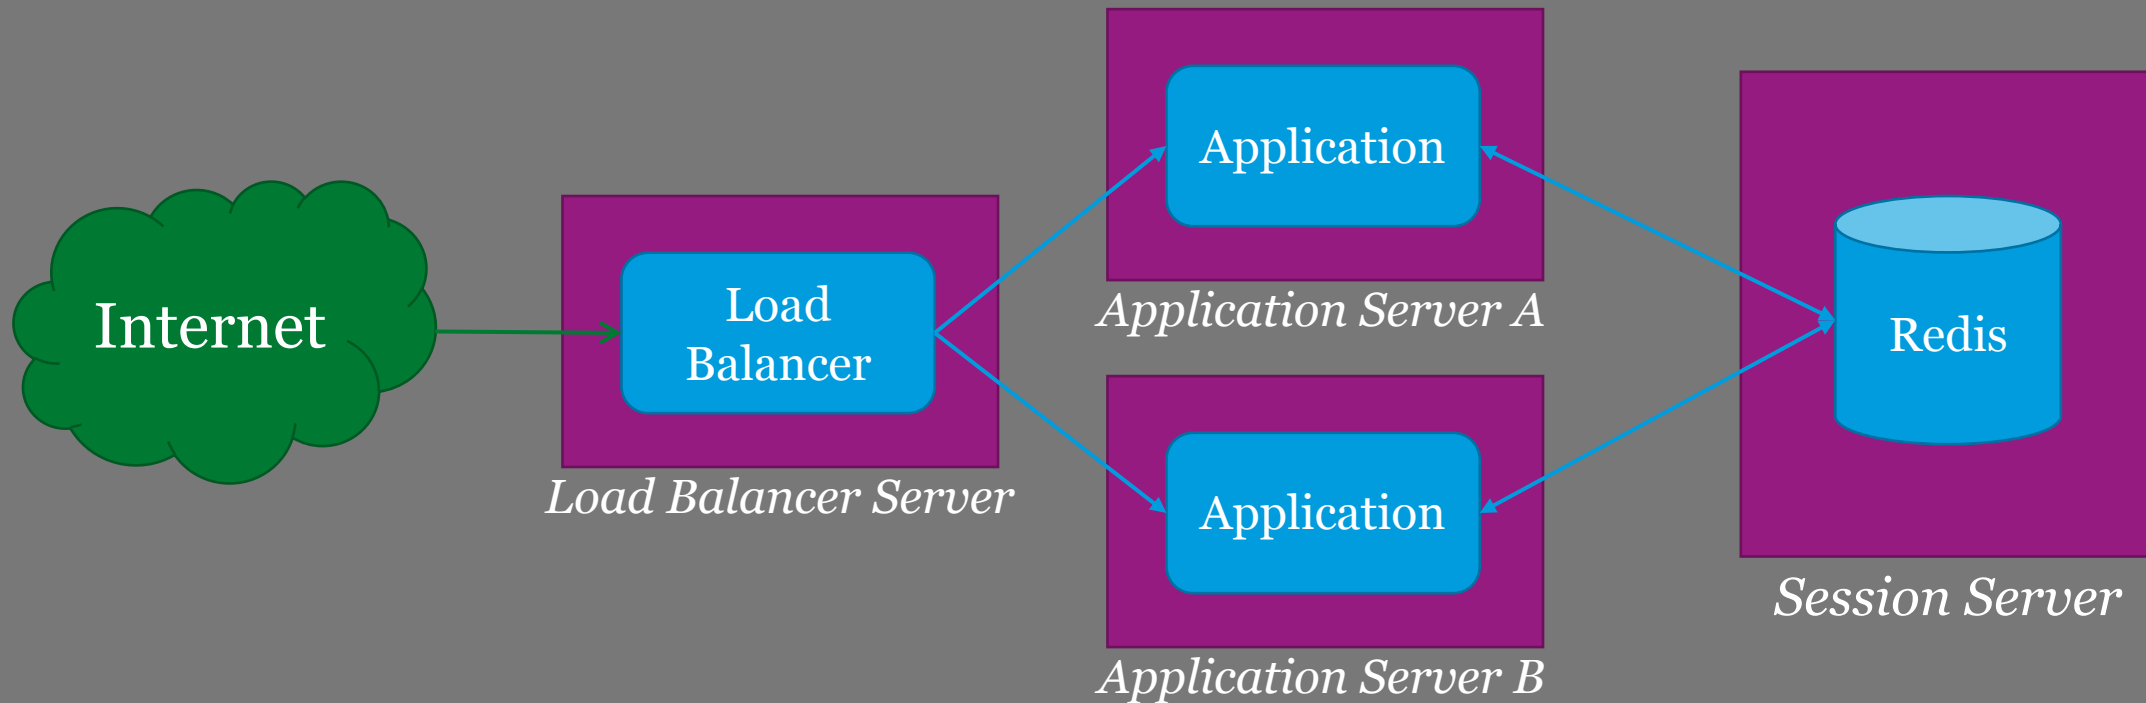 Internet
Load
Balancer
Load Balancer Server
Application
Application Server A
Application
Application Server B
Redis
Session Server